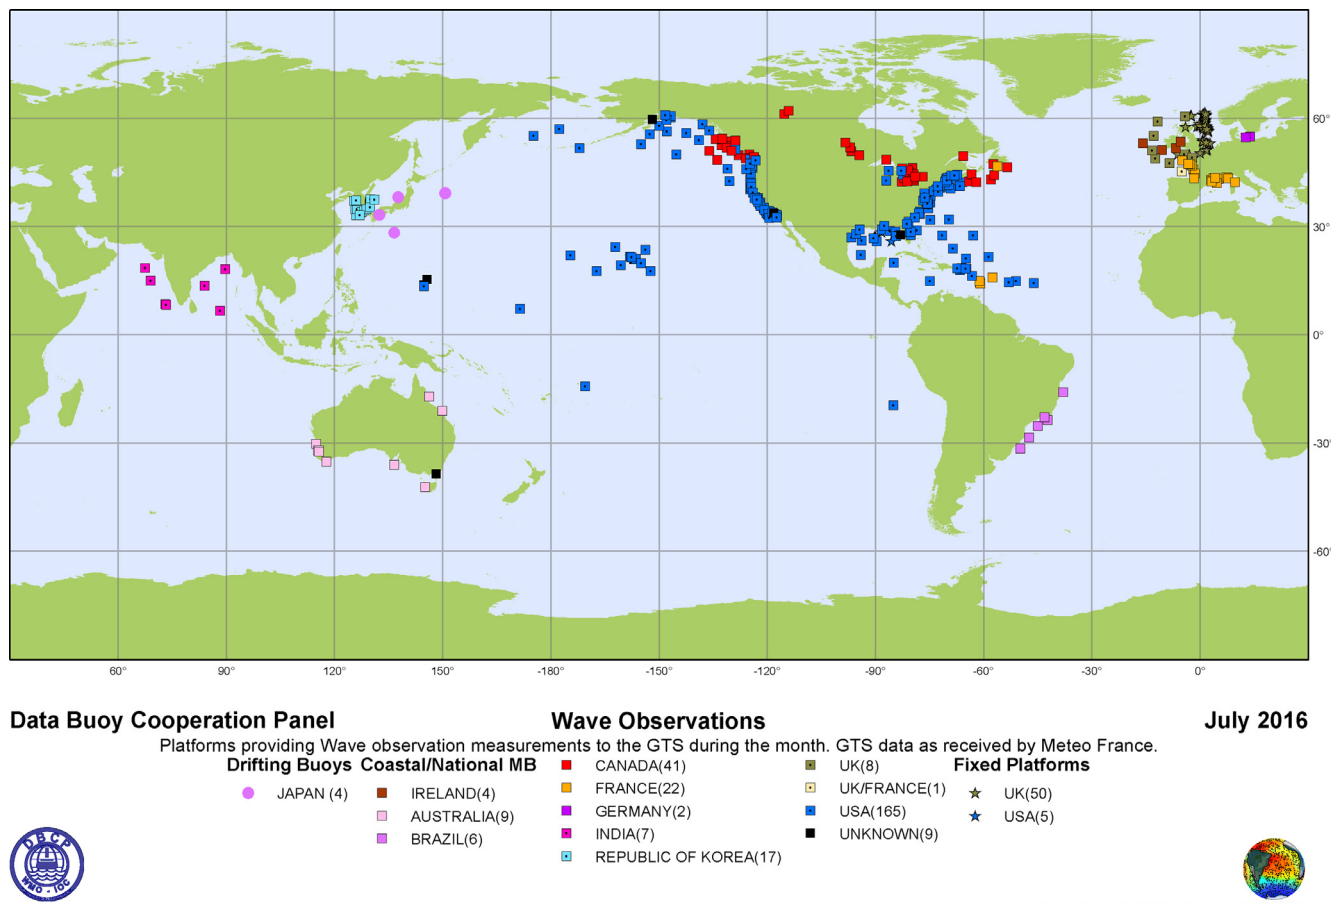 60°
30°
0°
-30°
-60°
60° 90° 120° 150° -180° -150° -120° -90° -60° -30° 0°
Data Buoy Cooperation Panel Wave Observations July 2016
Platforms providing Wave observation measurements to the GTS during the month. GTS data as received by Meteo France.
Drifting Buoys
JAPAN (4)
Coastal/National MB
IRELAND(4)
AUSTRALIA(9)
BRAZIL(6)
CANADA(41)
FRANCE(22)
GERMANY(2)
INDIA(7)
REPUBLIC OF KOREA(17)
UK(8)
UK/FRANCE(1)
USA(165)
UNKNOWN(9)
Fixed Platforms
UK(50)
USA(5)
DBCP
WMO - IOC